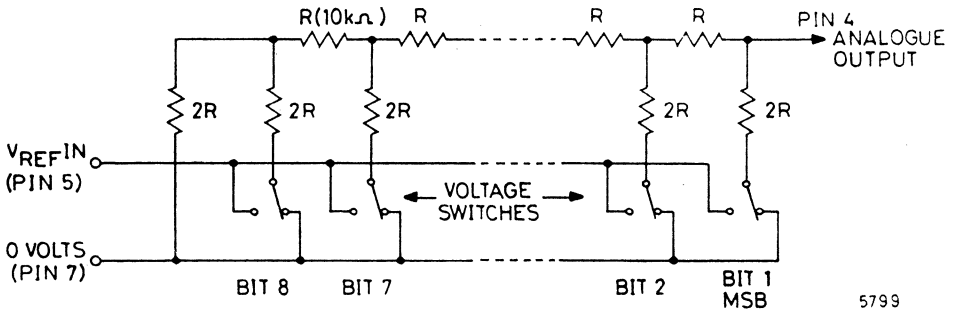 R(10kΩ)
R
R
R
PIN 4
ANALOGUE
OUTPUT
2R
2R
2R
2R
2R
VREF IN
(PIN 5)
VOLTAGE
SWITCHES
0 VOLTS
(PIN 7)
BIT 8
BIT 7
BIT 2
BIT 1
MSB
5799